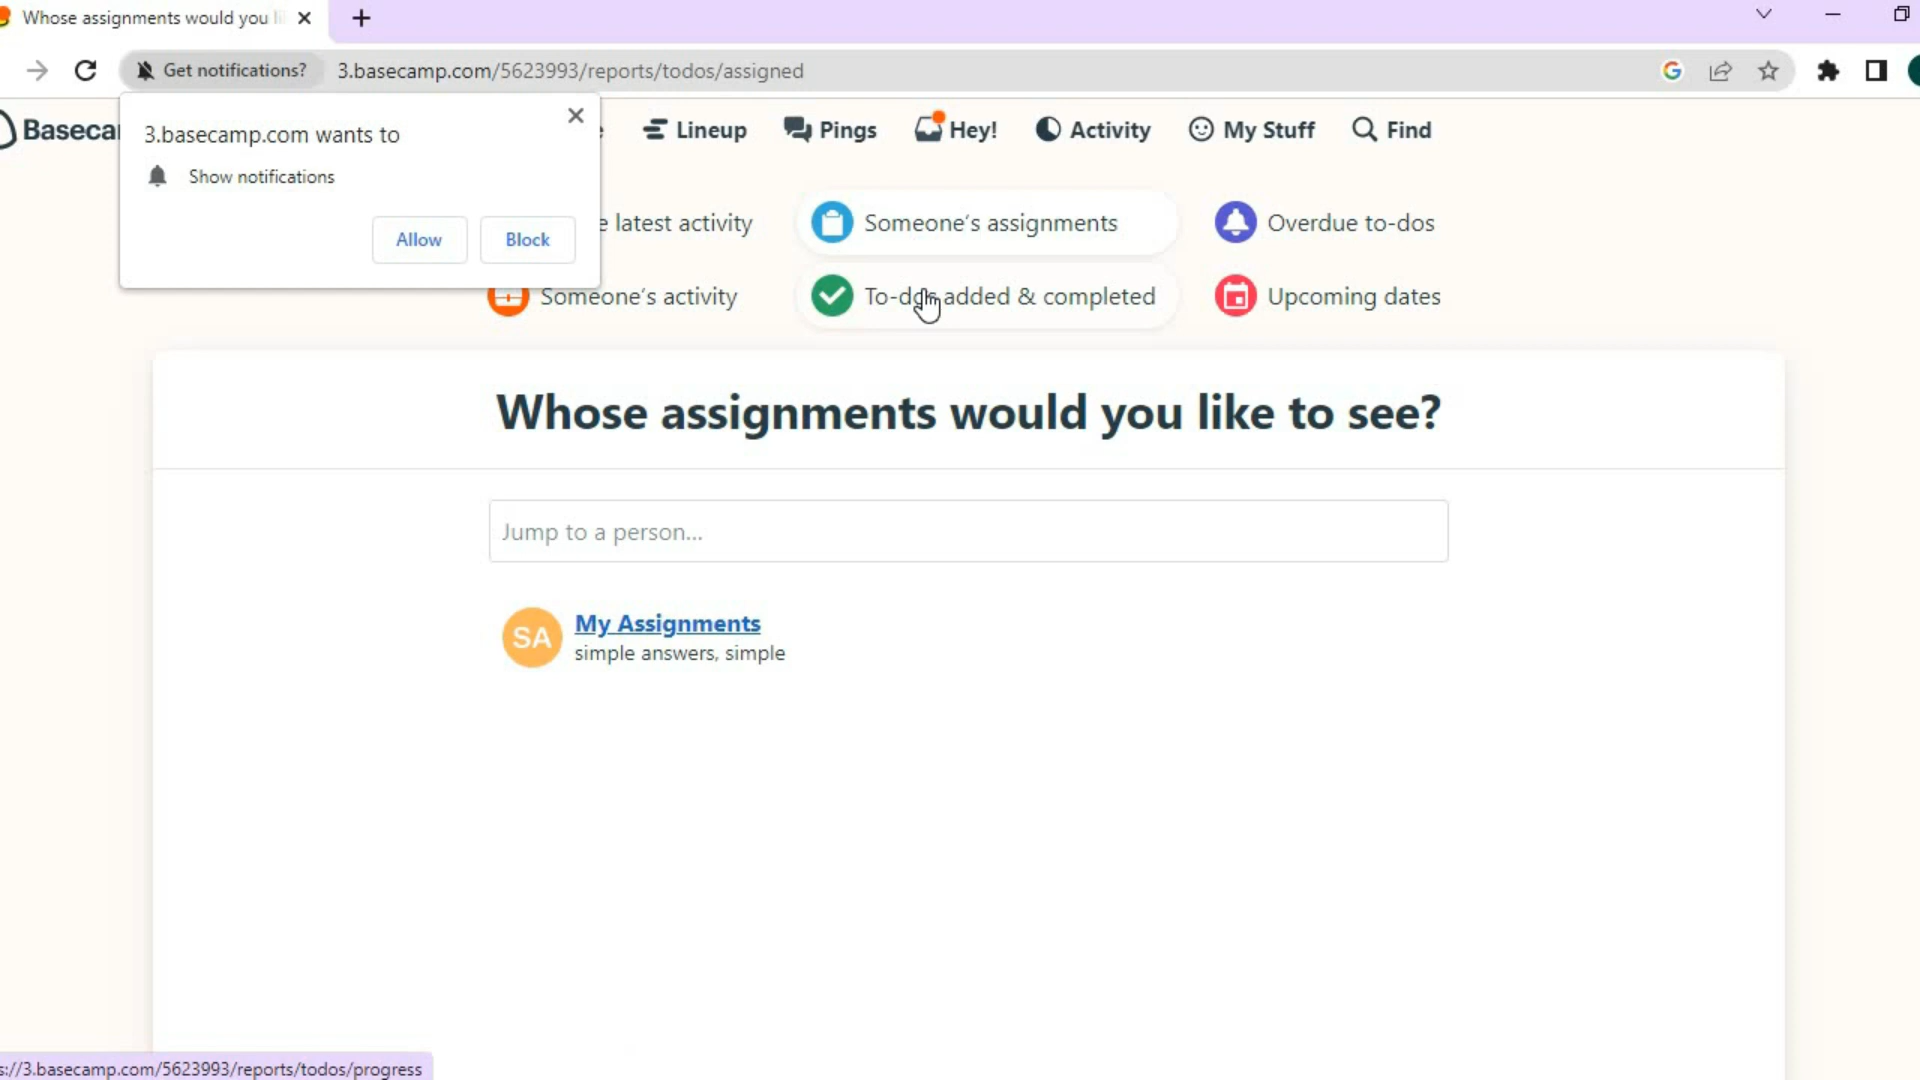 Whose assignments would you li
Get notifications?
3.basecamp.com/5623993/reports/todos/assigned
Lineup
Pings
Hey!
Activity
My Stuff
Find
3.basecamp.com wants to
Show notifications
Allow
Block
latest activity
Someone's assignments
Overdue to-dos
Someone's activity
To-dos added & completed
Upcoming dates
Whose assignments would you like to see?
Jump to a person...
SA
My Assignments
simple answers, simple
s://3.basecamp.com/5623993/reports/todos/progress